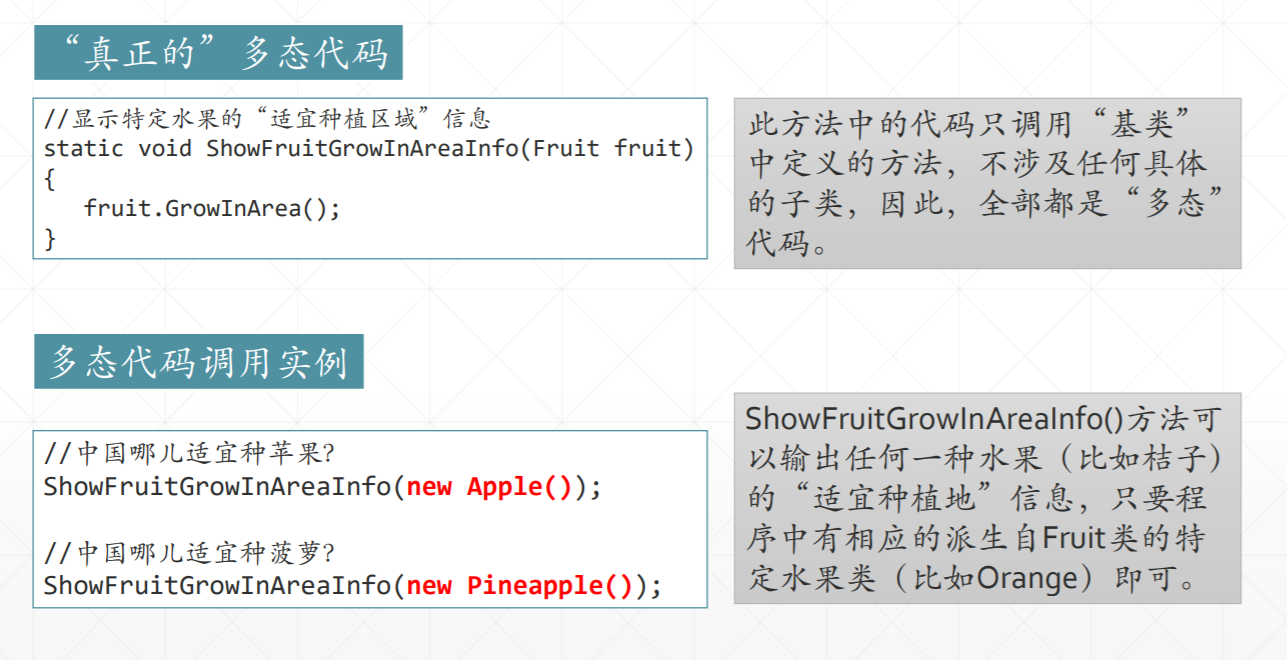 “真正的”多态代码
//显示特定水果的“适宜种植区域”信息
static void ShowFruitGrowInAreaInfo(Fruit fruit)
{
fruit.GrowInArea();
}
此方法中的代码只调用“基类”
中定义的方法，不涉及任何具体
的子类，因此，全部都是“多态”
代码。
多态代码调用实例
//中国哪儿适宜种苹果?
ShowFruitGrowInAreaInfo(new Apple());
//中国哪儿适宜种菠萝?
ShowFruitGrowInAreaInfo(new Pineapple());
ShowFruitGrowInAreaInfo()方法可
以输出任何一种水果（比如桔子）
的“适宜种植地”信息，只要程
序中有相应的派生自Fruit类的特
定水果类（比如Orange）即可。